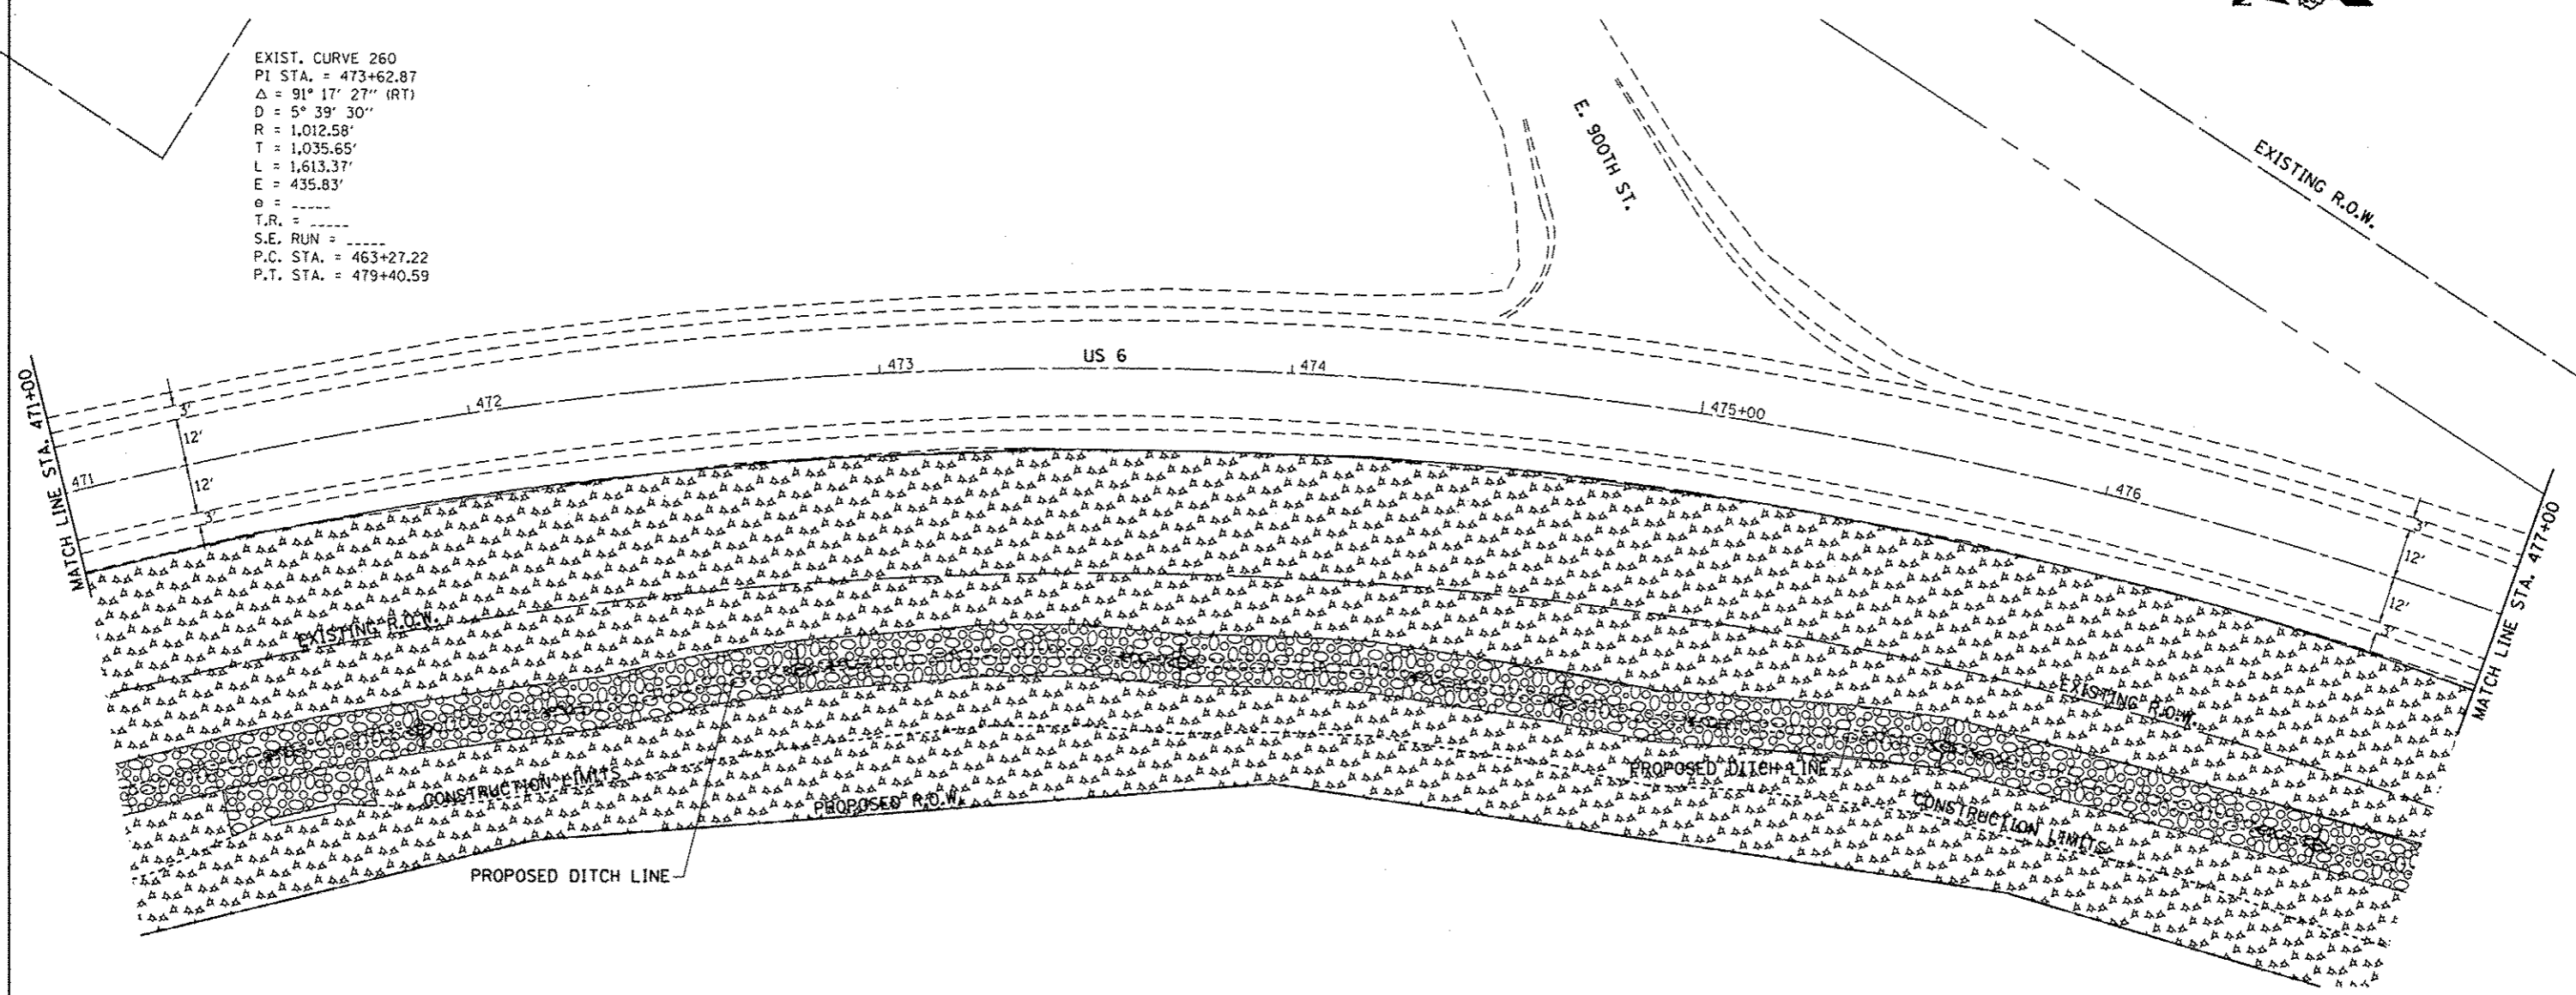 EXIST. CURVE 260
PI STA. = 473+62.87
Δ = 91° 17' 27" (RT)
D = 5° 39' 30"
R = 1,012.58'
T = 1,035.65'
L = 1,613.37'
E = 435.83'
e = _____
T.R. = _____
S.E. RUN = _____
P.C. STA. = 463+27.22
P.T. STA. = 479+40.59
E. 900TH ST.
EXISTING R.O.W.
MATCH LINE STA. 471+00
3'
12'
12'
3'
471
472
473
US 6
474
475+00
476
3'
12'
12'
3'
MATCH LINE STA. 477+00
EXISTING R.O.W.
EXISTING R.O.W.
CONSTRUCTION LIMITS
PROPOSED R.O.W.
PROPOSED DITCH LINE
CONSTRUCTION LIMITS
PROPOSED DITCH LINE